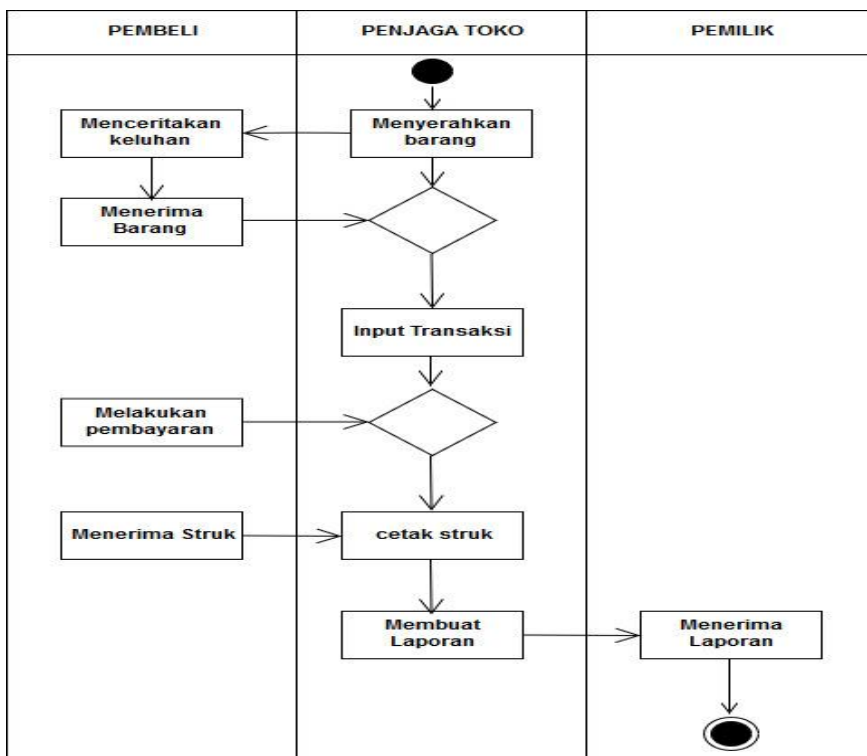 PEMBELI
PENJAGA TOKO
PEMILIK
Menceritakan
keluhan
Menyerahkan
barang
Menerima
Barang
Input Transaksi
Melakukan
pembayaran
Menerima Struk
cetak struk
Membuat
Laporan
Menerima
Laporan